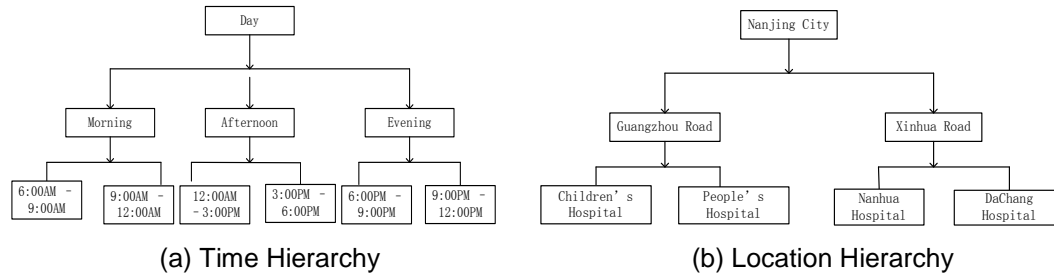 Day
Morning
Afternoon
Evening
6:00AM –
9:00AM
9:00AM –
12:00AM
12:00AM
–3:00PM
3:00PM –
6:00PM
6:00PM –
9:00PM
9:00PM –
12:00PM
(a) Time Hierarchy
Nanjing City
Guangzhou Road
Xinhua Road
Children’s
Hospital
People’s
Hospital
Nanhua
Hospital
DaChang
Hospital
(b) Location Hierarchy